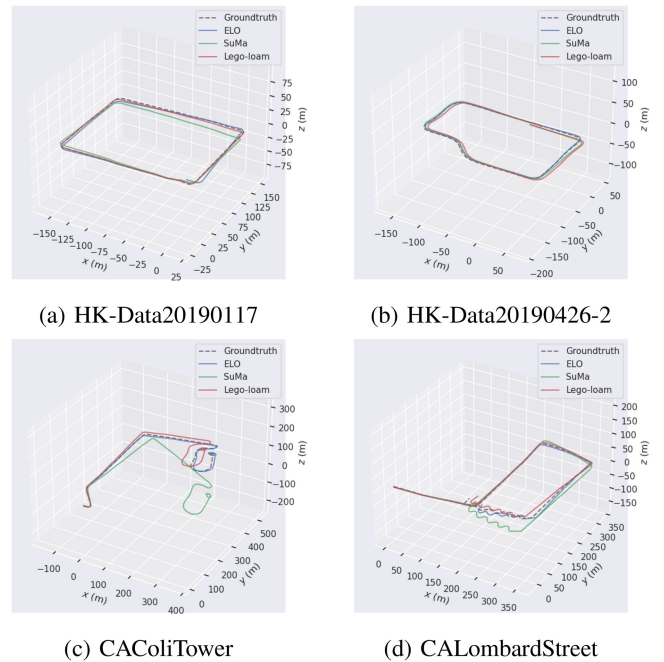 Groundtruth
ELO
SuMa
Lego-loam
75
50
25
0
−25
−50
−75
z (m)
−150
−125
−100
−75
−50
−25
0
25
x (m)
−25
0
25
50
75
100
125
150
y (m)
(a) HK-Data20190117
Groundtruth
ELO
SuMa
Lego-loam
100
50
0
−50
−100
z (m)
−150
−100
−50
0
50
x (m)
−200
−150
−100
−50
0
50
y (m)
(b) HK-Data20190426-2
Groundtruth
ELO
SuMa
Lego-loam
300
200
100
0
−100
−200
z (m)
−100
0
100
200
300
400
x (m)
0
100
200
300
400
500
y (m)
(c) CAColiTower
Groundtruth
ELO
SuMa
Lego-loam
200
150
100
50
0
−50
−100
−150
z (m)
0
50
100
150
200
250
300
350
x (m)
0
50
100
150
200
250
300
350
y (m)
(d) CALombardStreet